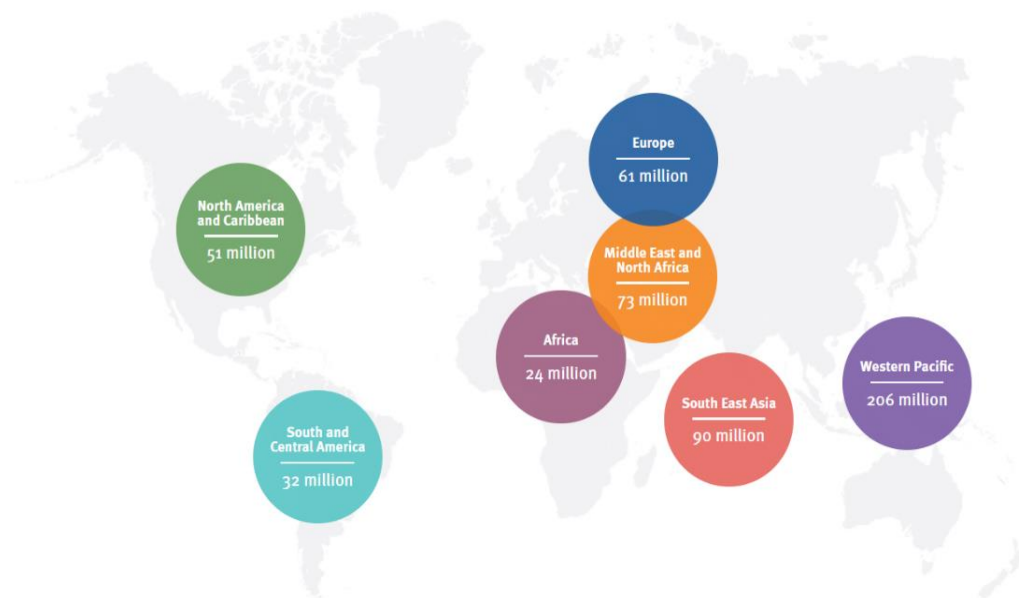 Europe
61 million
North America
and Caribbean
51 million
Middle East and
North Africa
73 million
Africa
24 million
Western Pacific
206 million
South East Asia
90 million
South and
Central America
32 million